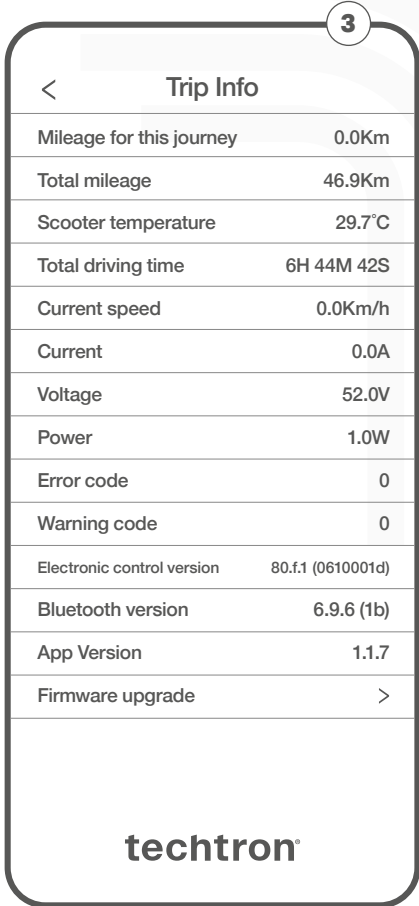 3
< Trip Info
Mileage for this journey 0.0Km
Total mileage 46.9Km
Scooter temperature 29.7°C
Total driving time 6H 44M 42S
Current speed 0.0Km/h
Current 0.0A
Voltage 52.0V
Power 1.0W
Error code 0
Warning code 0
Electronic control version 80.f.1 (0610001d)
Bluetooth version 6.9.6 (1b)
App Version 1.1.7
Firmware upgrade >
techtron®